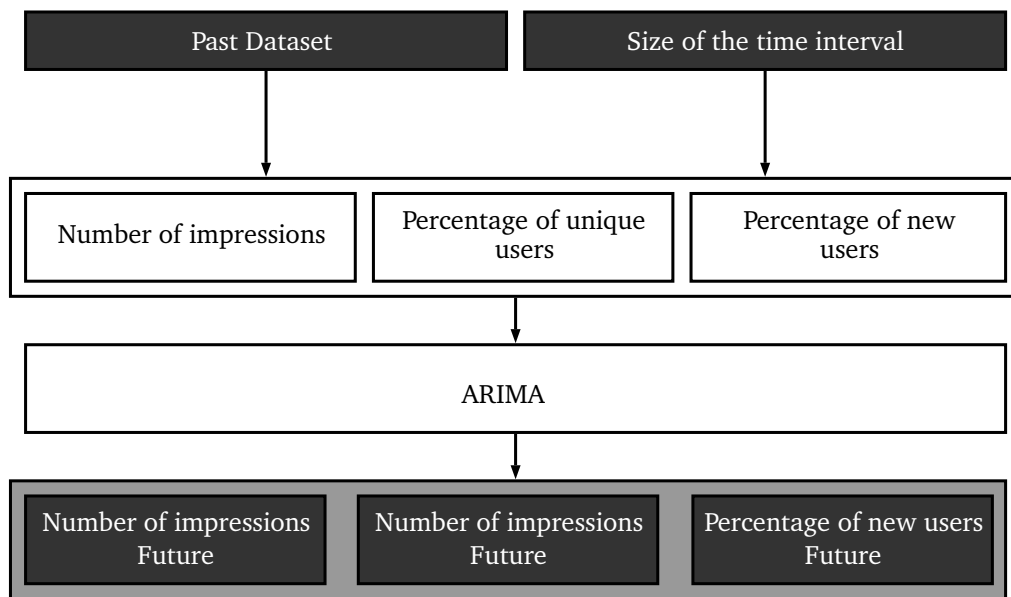 Past Dataset
Size of the time interval
Number of impressions
Percentage of unique
users
Percentage of new
users
ARIMA
Number of impressions
Future
Number of impressions
Future
Percentage of new users
Future